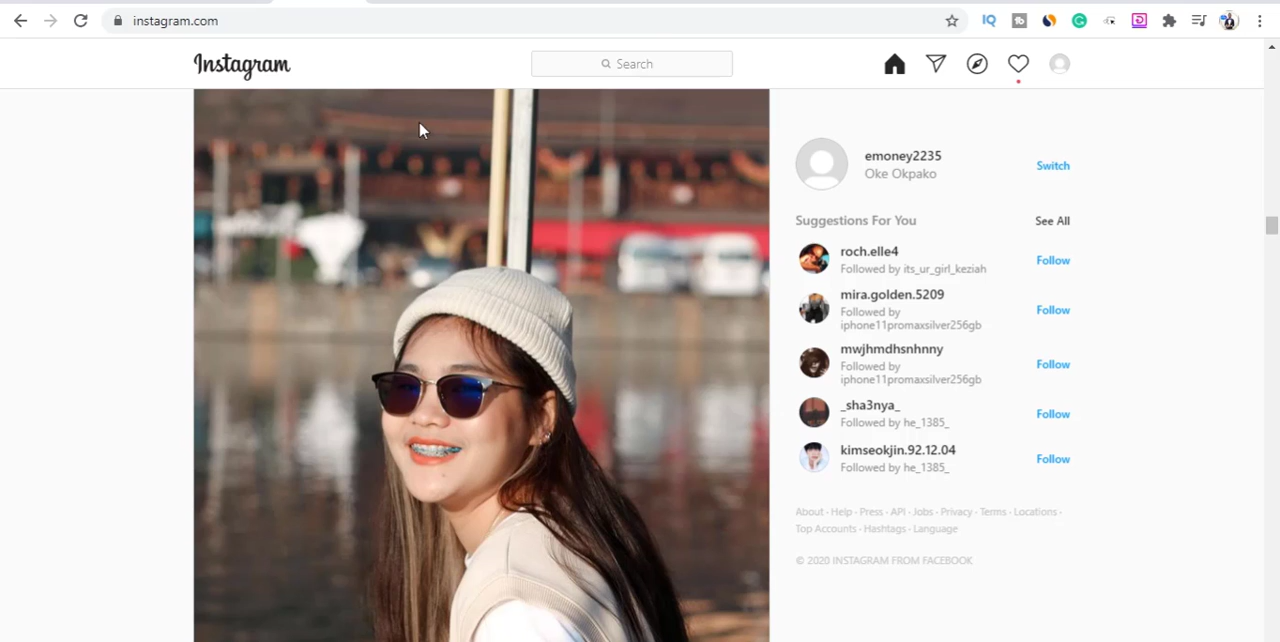 instagram.com
Instagram
Search
emoney2235
Oke Okpako
Switch
Suggestions For You
See All
roch.elle4
Followed by its_ur_girl_keziah
Follow
mira.golden.5209
Followed by
iphone11promaxsilver256gb
Follow
mwjhmdhsnhnny
Followed by
iphone11promaxsilver256gb
Follow
_sha3nya_
Followed by he_1385_
Follow
kimseokjin.92.12.04
Followed by he_1385_
Follow
About · Help · Press · API · Jobs · Privacy · Terms · Locations ·
Top Accounts · Hashtags · Language
© 2020 INSTAGRAM FROM FACEBOOK